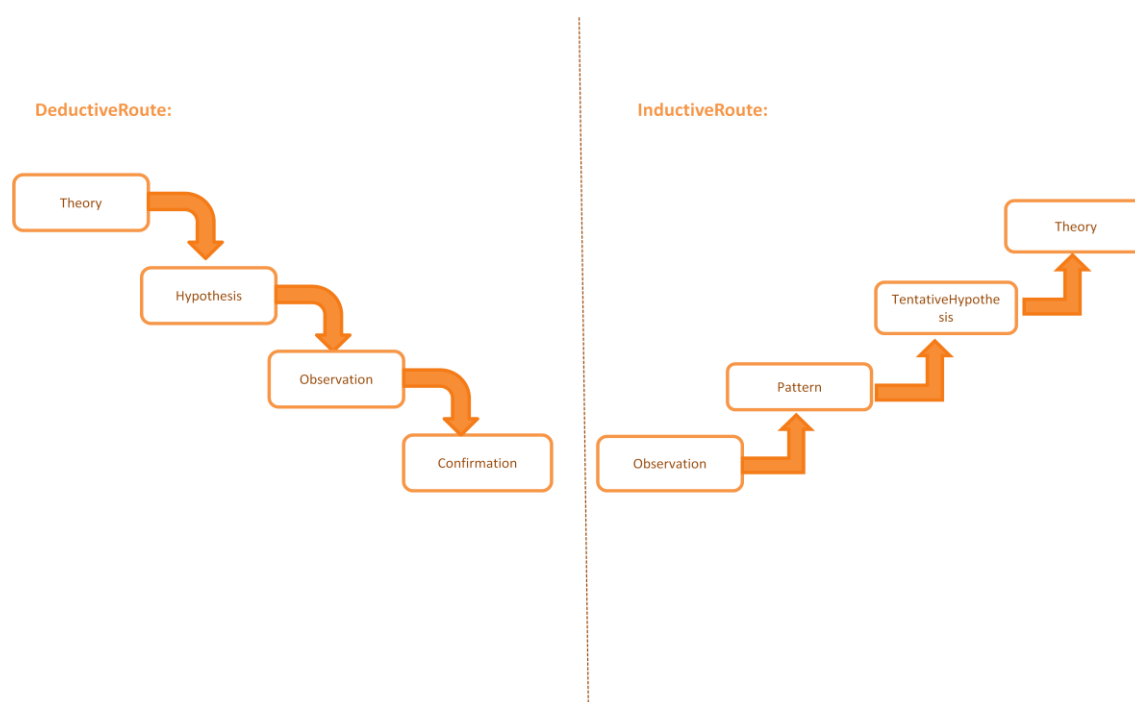 DeductiveRoute:
Theory
Hypothesis
Observation
Confirmation
InductiveRoute:
Theory
TentativeHypothe
sis
Pattern
Observation